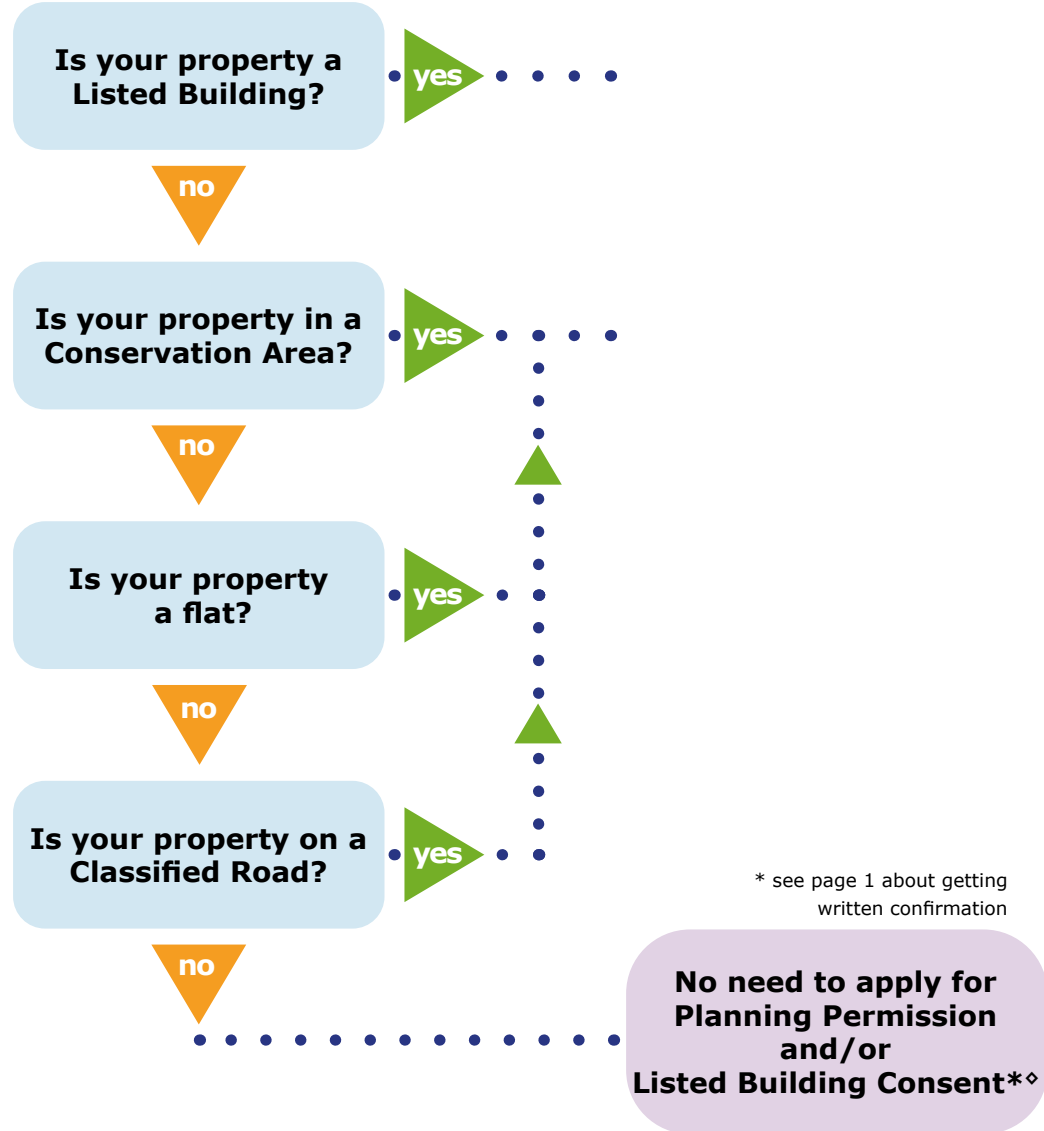 Is your property a
Listed Building?
yes
no
Is your property in a
Conservation Area?
yes
no
Is your property
a flat?
yes
no
Is your property on a
Classified Road?
yes
no
* see page 1 about getting
written confirmation
No need to apply for
Planning Permission
and/or
Listed Building Consent*⋄